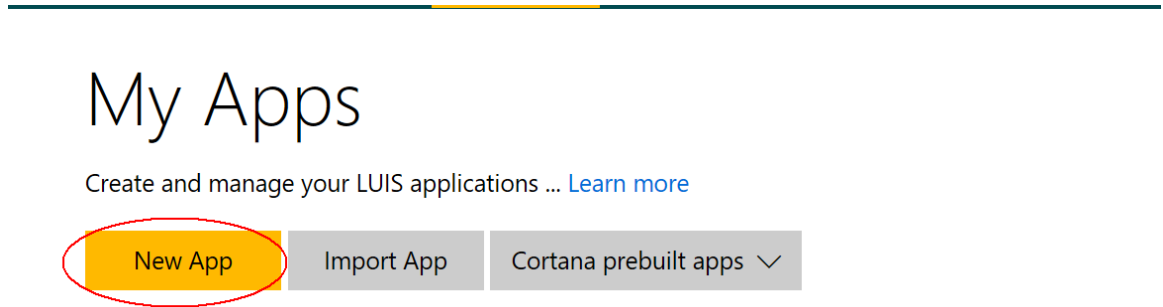 My Apps
Create and manage your LUIS applications ... Learn more
New App Import App Cortana prebuilt apps